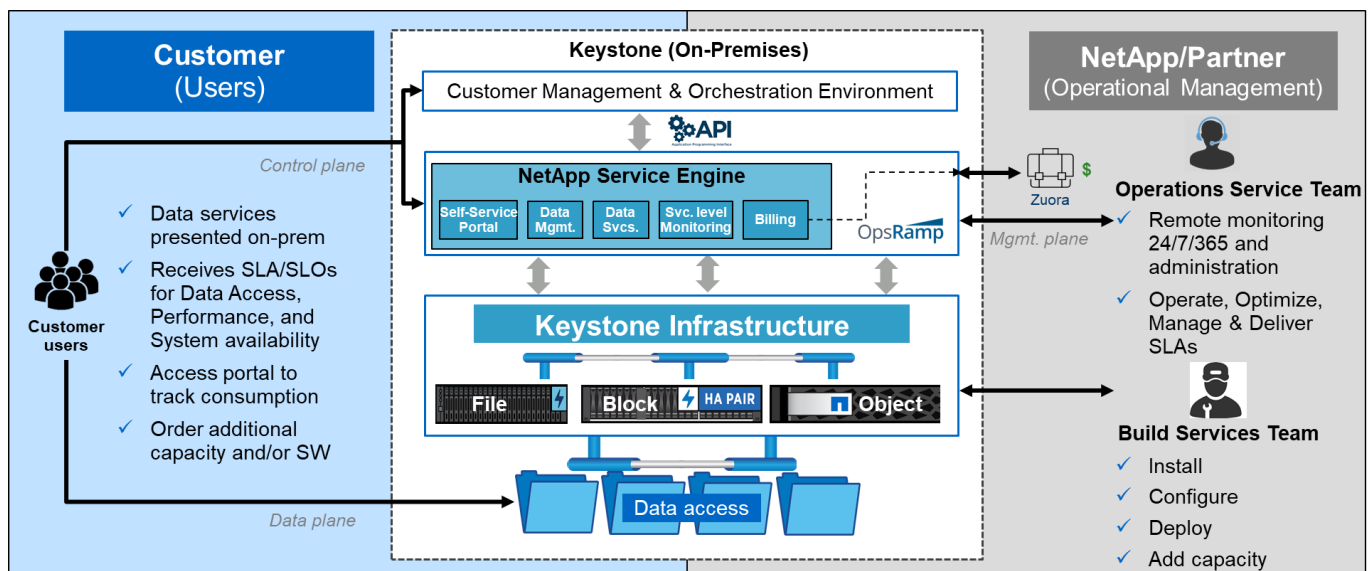 Customer
(Users)
Control plane
Data services
presented on-prem
Receives SLA/SLOs
for Data Access,
Performance, and
System availability
Access portal to
track consumption
Order additional
capacity and/or SW
Customer
users
Data plane
Keystone (On-Premises)
Customer Management & Orchestration Environment
API
Application Programming Interface
NetApp Service Engine
Self-Service
Portal
Data
Mgmt.
Data
Svcs.
Svc. level
Monitoring
Billing
OpsRamp
Keystone Infrastructure
File
Block
HA PAIR
Object
Data access
NetApp/Partner
(Operational Management)
$
Zuora
Mgmt. plane
Operations Service Team
Remote monitoring
24/7/365 and
administration
Operate, Optimize,
Manage & Deliver
SLAs
Build Services Team
Install
Configure
Deploy
Add capacity